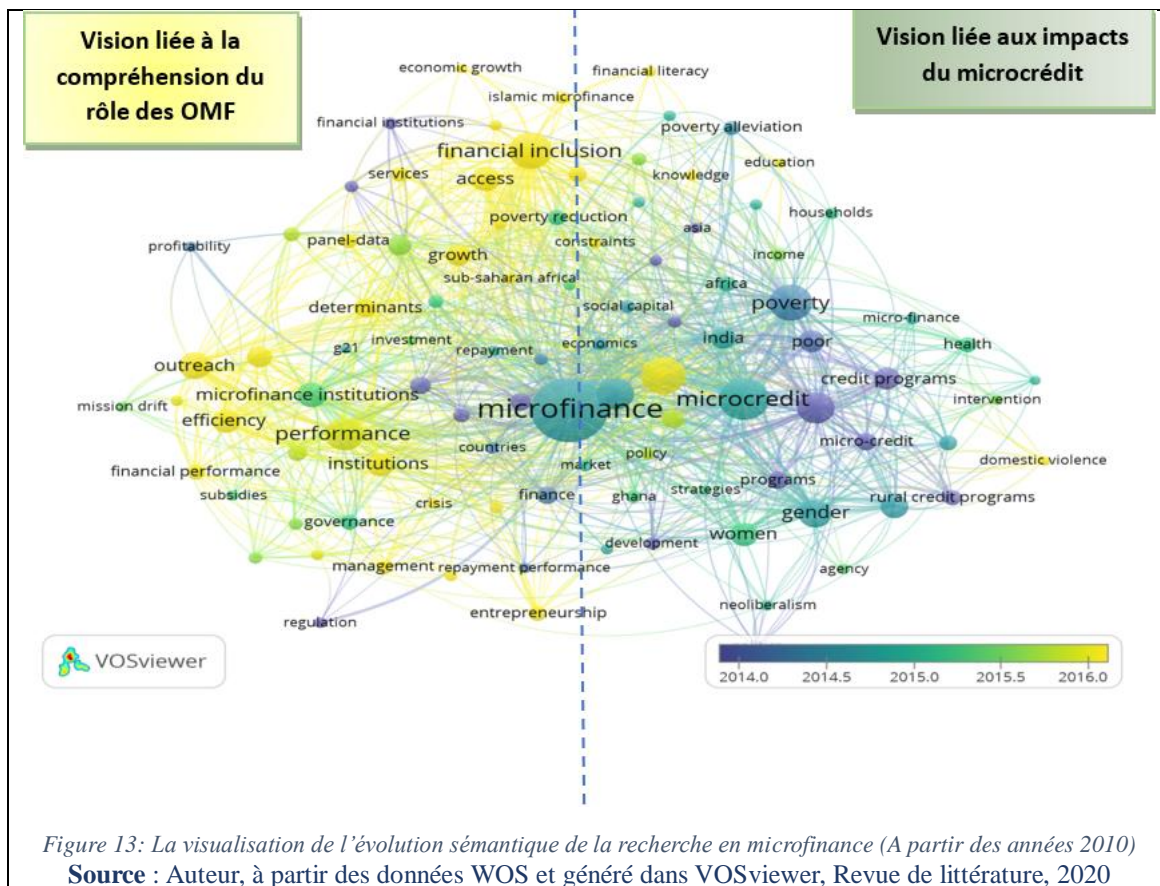 Vision liée à la
compréhension du
rôle des OMF
Vision liée aux impacts
du microcrédit
economic growth
financial literacy
islamic microfinance
financial institutions
poverty alleviation
financial inclusion
education
services
access
knowledge
poverty reduction
households
asia
profitability
panel-data
constraints
growth
income
sub-saharan africa
africa
determinants
social capital
poverty
micro-finance
g21
investment
repayment
economics
india
poor
health
outreach
microfinance institutions
credit programs
mission drift
microfinance
microcredit
intervention
efficiency
performance
countries
policy
micro-credit
financial performance
institutions
market
domestic violence
subsidies
crisis
finance
ghana
strategies
programs
rural credit programs
governance
gender
women
development
management
repayment performance
agency
entrepreneurship
neoliberalism
regulation
VOSviewer
2014.0 2014.5 2015.0 2015.5 2016.0
Figure 13: La visualisation de l’évolution sémantique de la recherche en microfinance (A partir des années 2010)
Source : Auteur, à partir des données WOS et généré dans VOSviewer, Revue de littérature, 2020